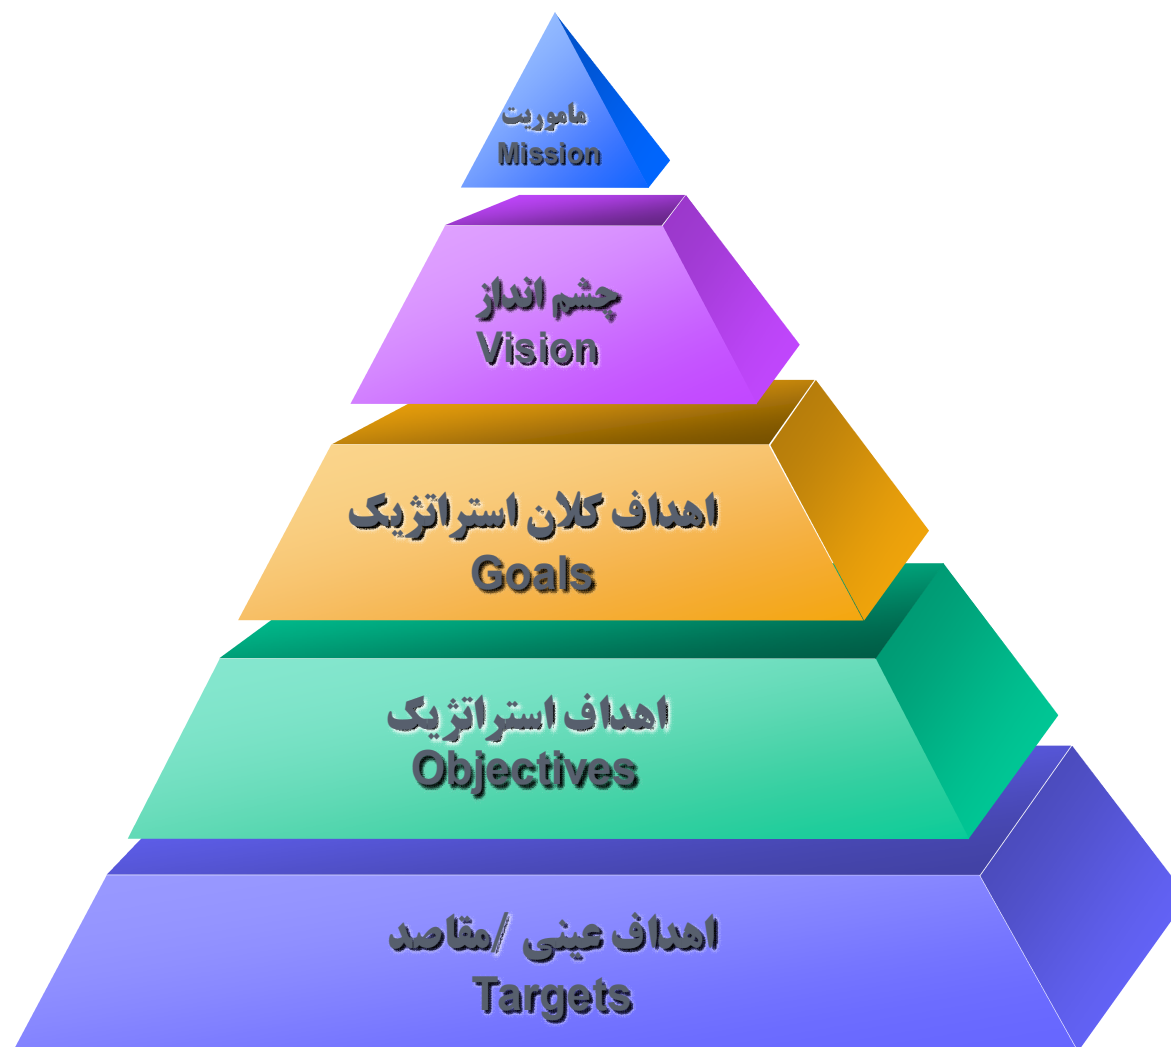 ماموریت
Mission
چشم انداز
Vision
اهداف کلان استراتژیک
Goals
اهداف استراتژیک
Objectives
اهداف عینی /مقاصد
Targets